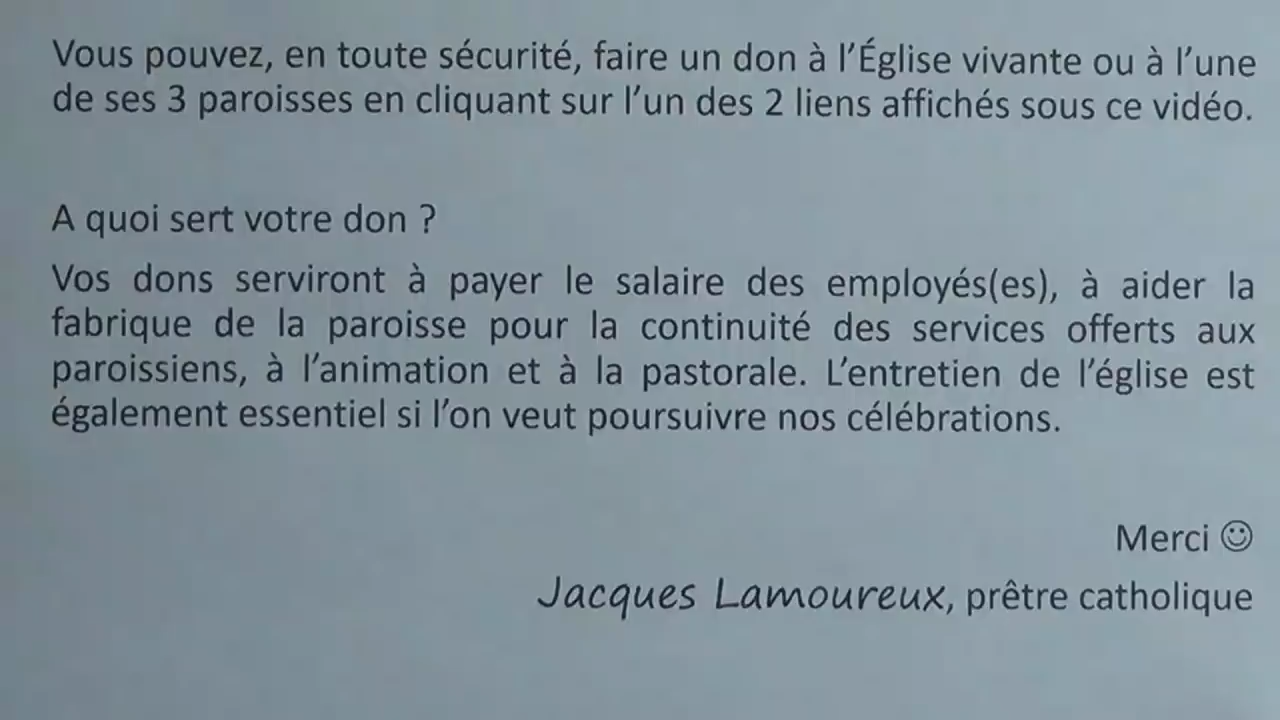 Vous pouvez, en toute sécurité, faire un don à l’Église vivante ou à l’une
de ses 3 paroisses en cliquant sur l’un des 2 liens affichés sous ce vidéo.
A quoi sert votre don ?
Vos dons serviront à payer le salaire des employés(es), à aider la
fabrique de la paroisse pour la continuité des services offerts aux
paroissiens, à l’animation et à la pastorale. L’entretien de l’église est
également essentiel si l’on veut poursuivre nos célébrations.
Merci ☺
Jacques Lamoureux, prêtre catholique